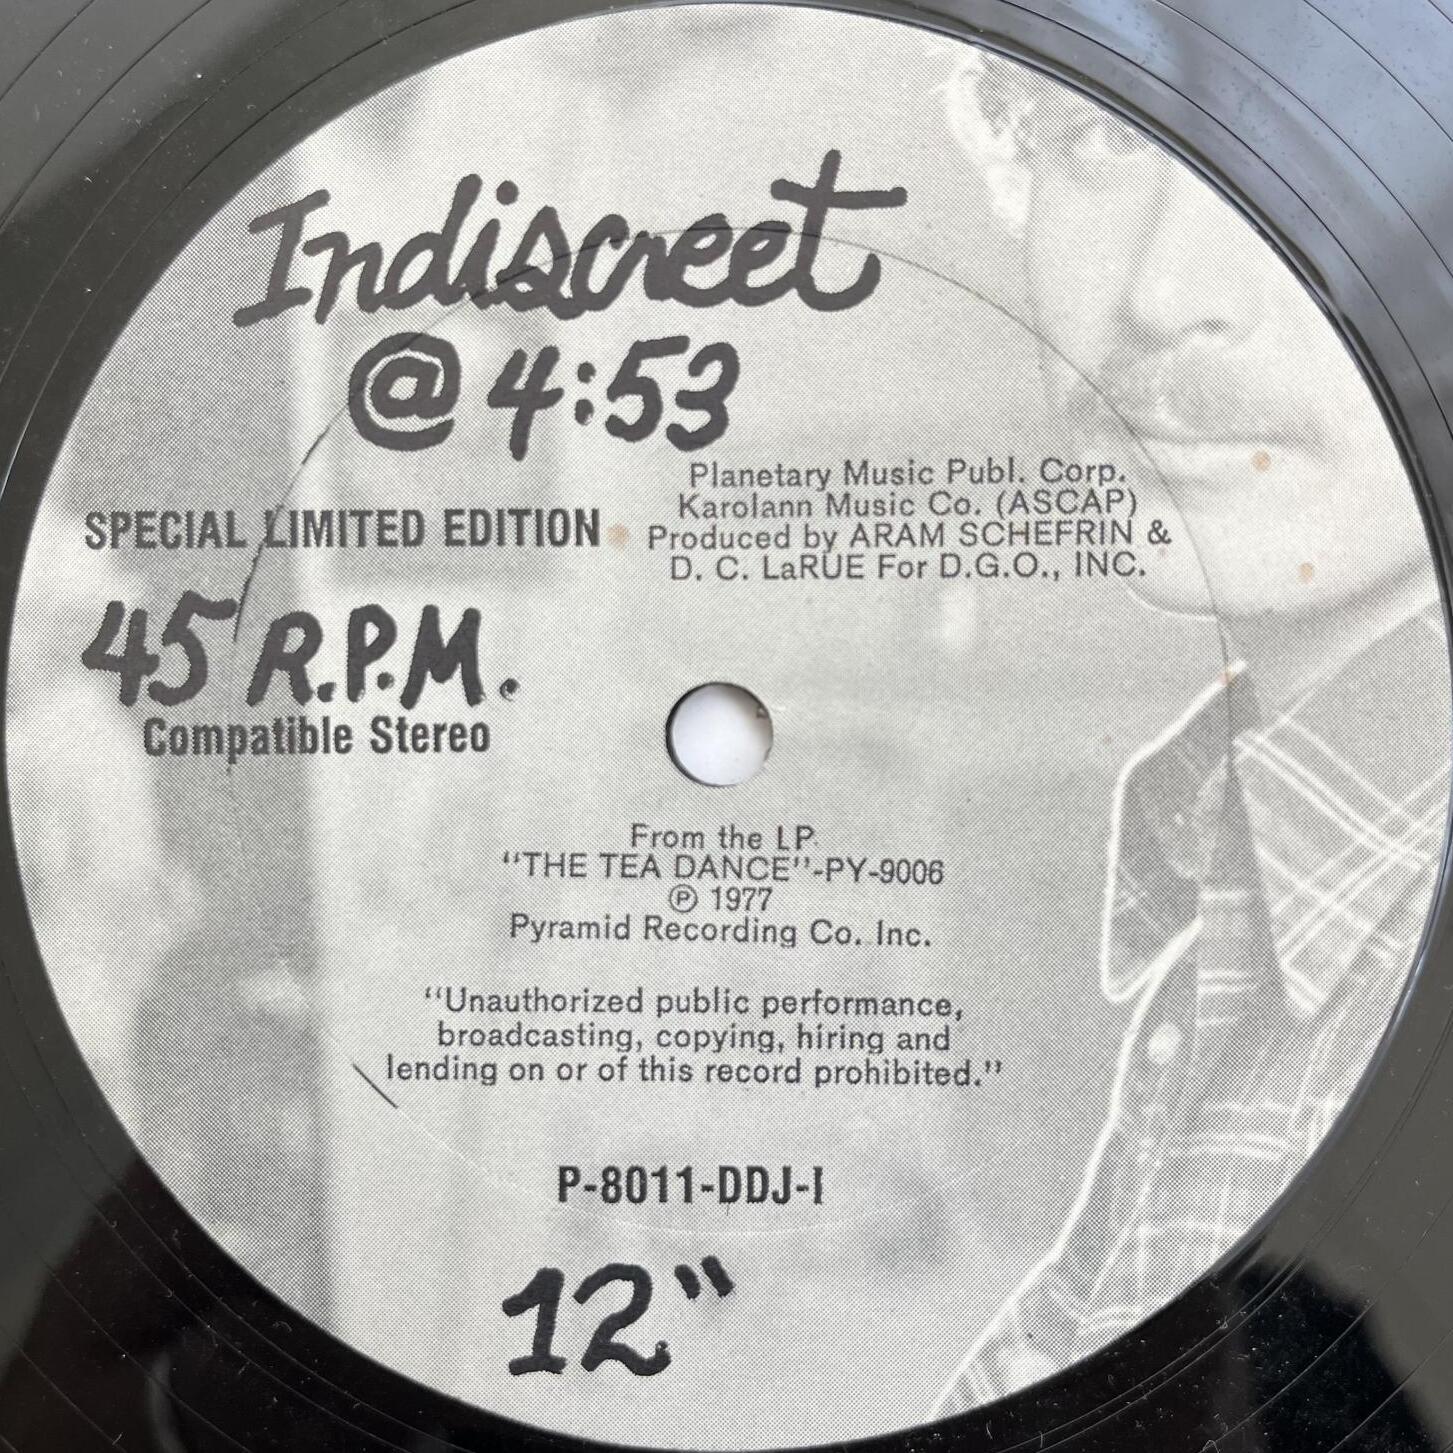 Indiscreet
@ 4:53
Planetary Music Publ. Corp.
Karolann Music Co. (ASCAP)
SPECIAL LIMITED EDITION
Produced by ARAM SCHEFRIN &
D. C. LaRUE For D.G.O., INC.
45 R.P.M.
Compatible Stereo
From the LP
“THE TEA DANCE”-PY-9006
℗ 1977
Pyramid Recording Co. Inc.
“Unauthorized public performance,
broadcasting, copying, hiring and
lending on or of this record prohibited.”
P-8011-DDJ-I
12"